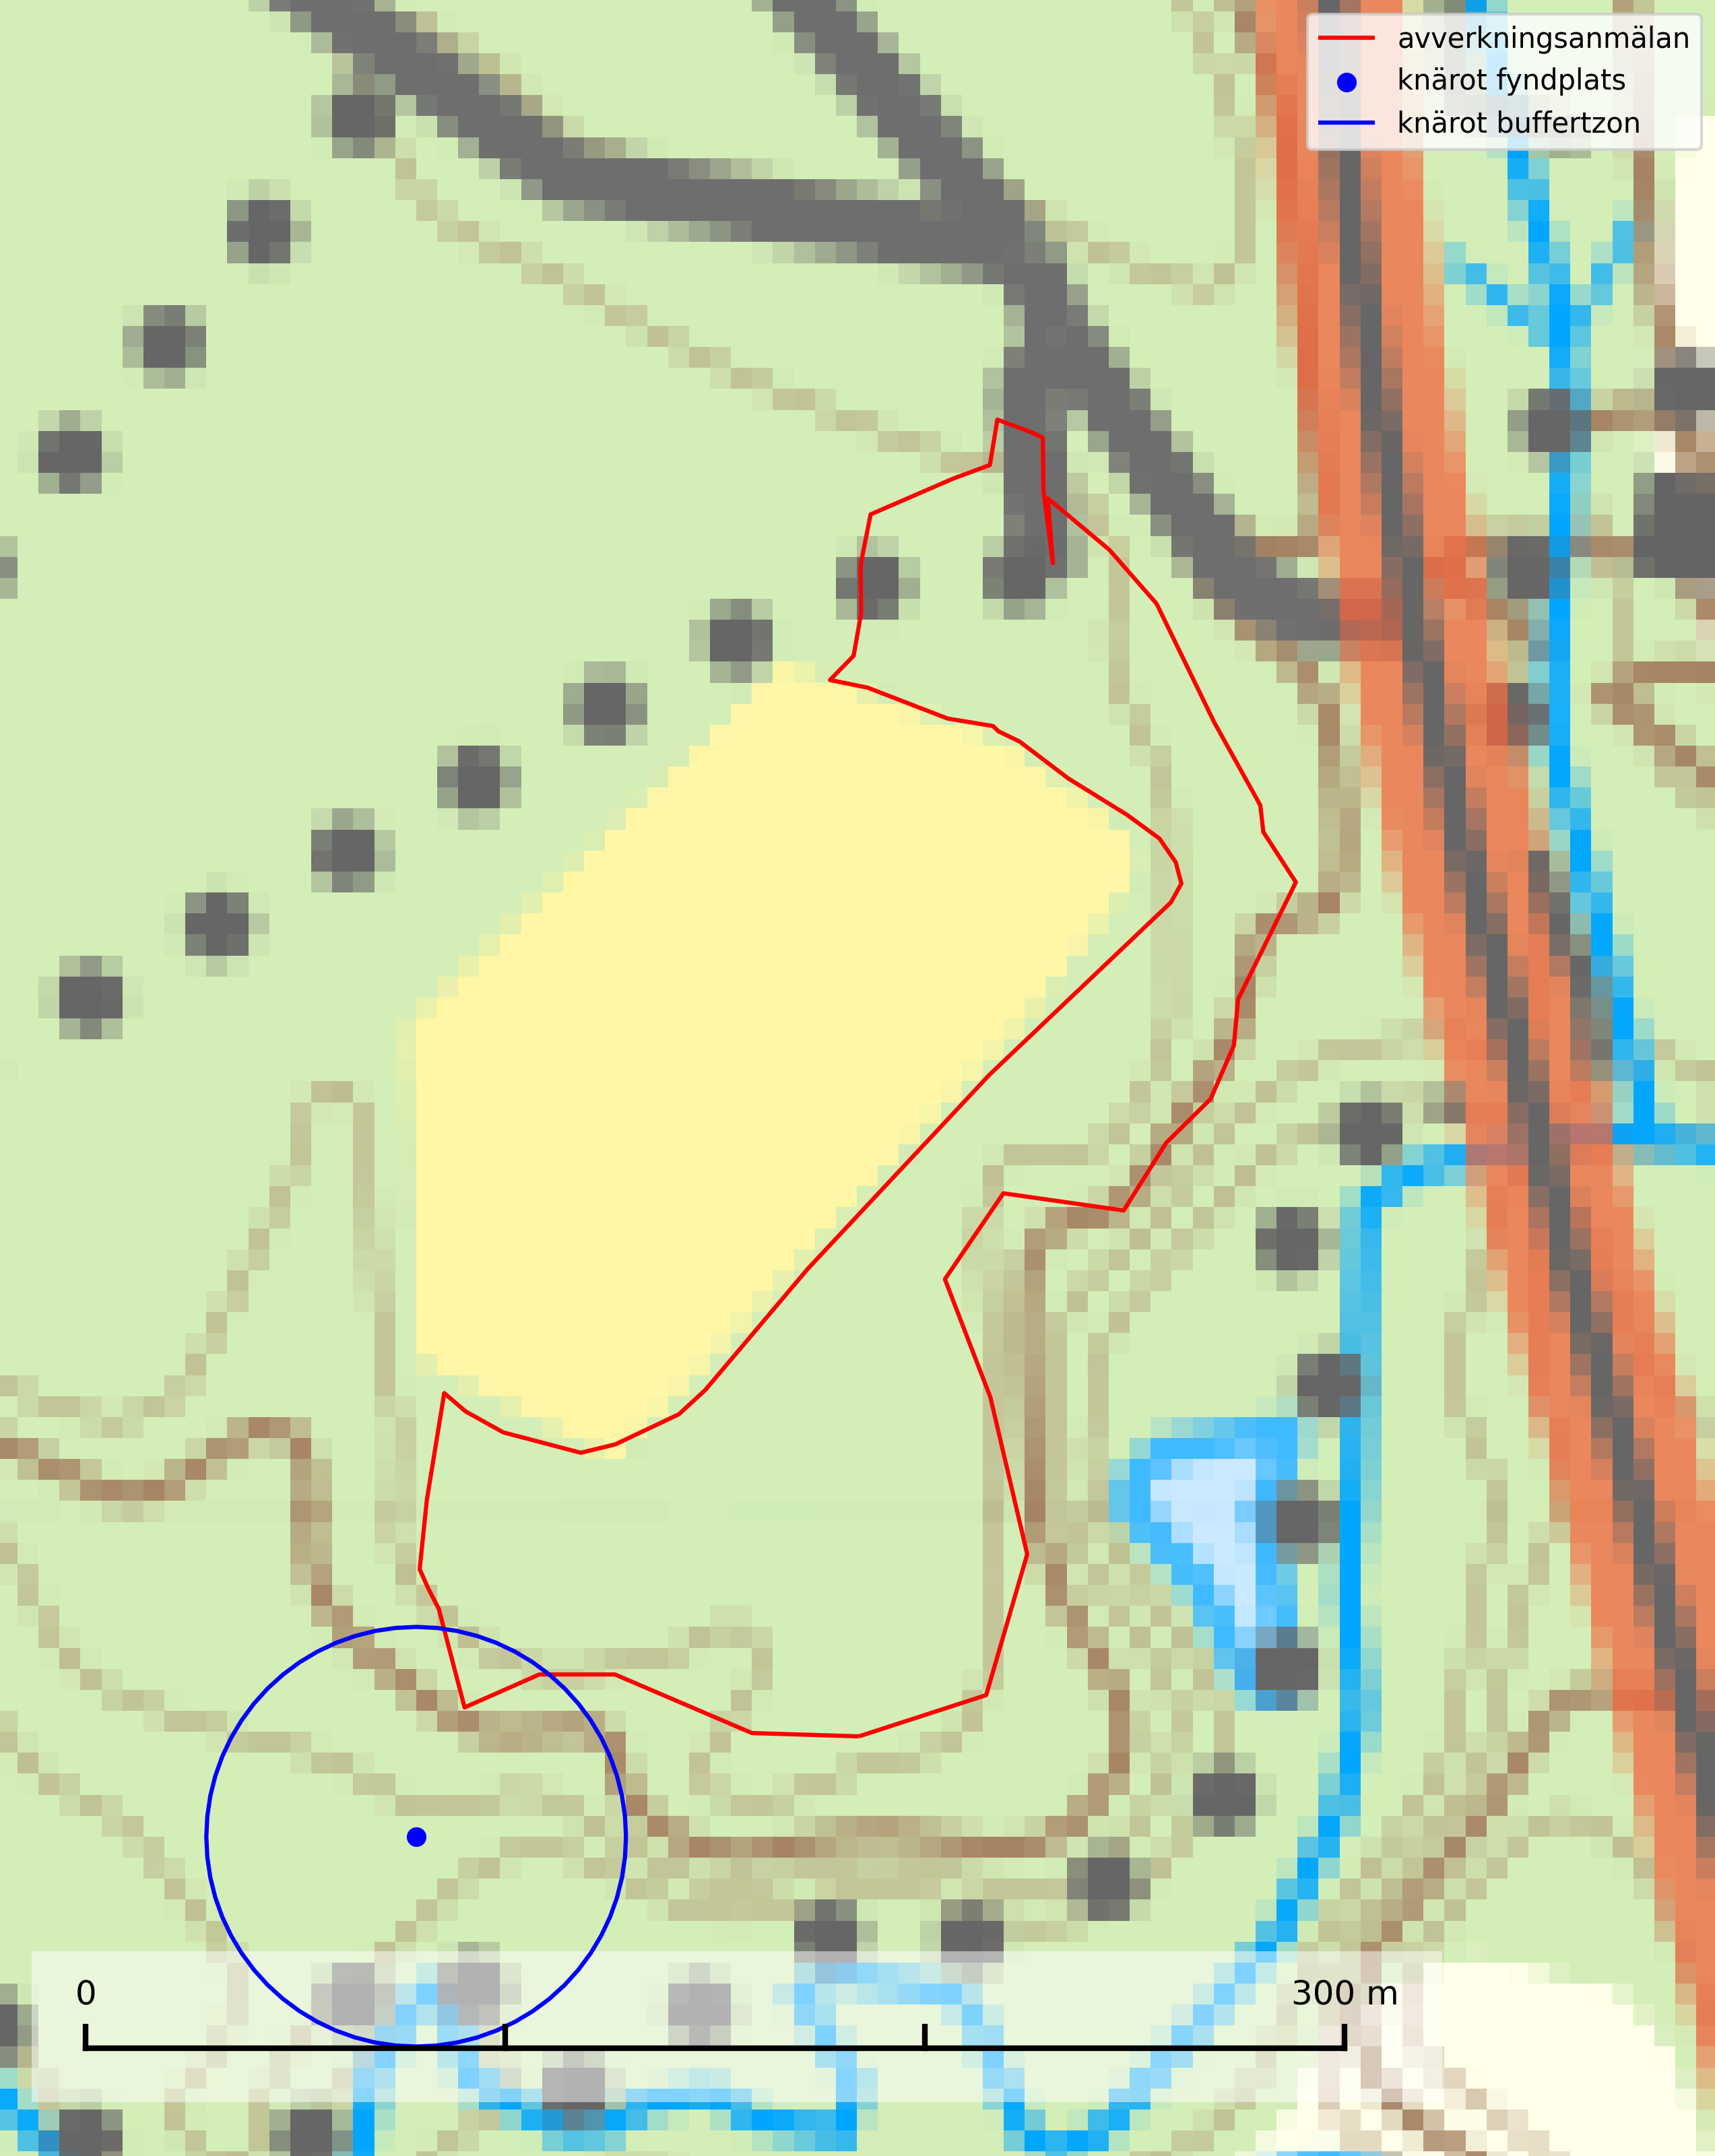 avverkningsanmälan
knärot fyndplats
knärot buffertzon
0 300 m